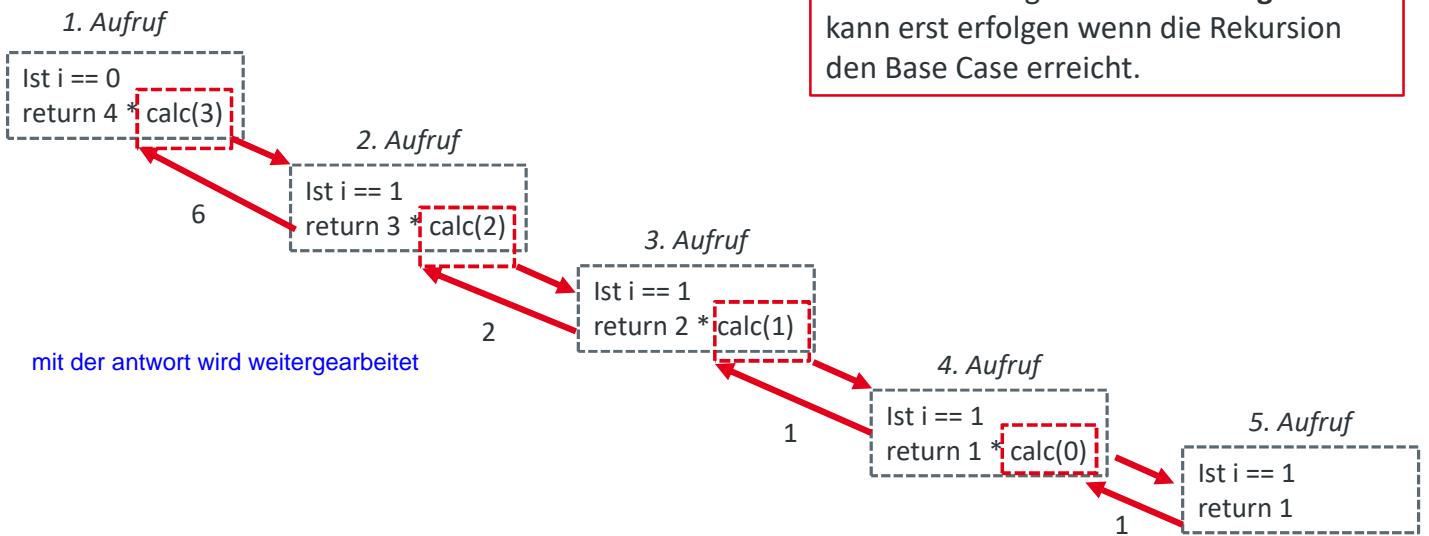 kann erst erfolgen wenn die Rekursion
den Base Case erreicht.
1. Aufruf
Ist i == 0
return 4 * calc(3)
2. Aufruf
Ist i == 1
return 3 * calc(2)
6
3. Aufruf
Ist i == 1
return 2 * calc(1)
2
mit der antwort wird weitergearbeitet
4. Aufruf
Ist i == 1
return 1 * calc(0)
1
5. Aufruf
Ist i == 1
return 1
1